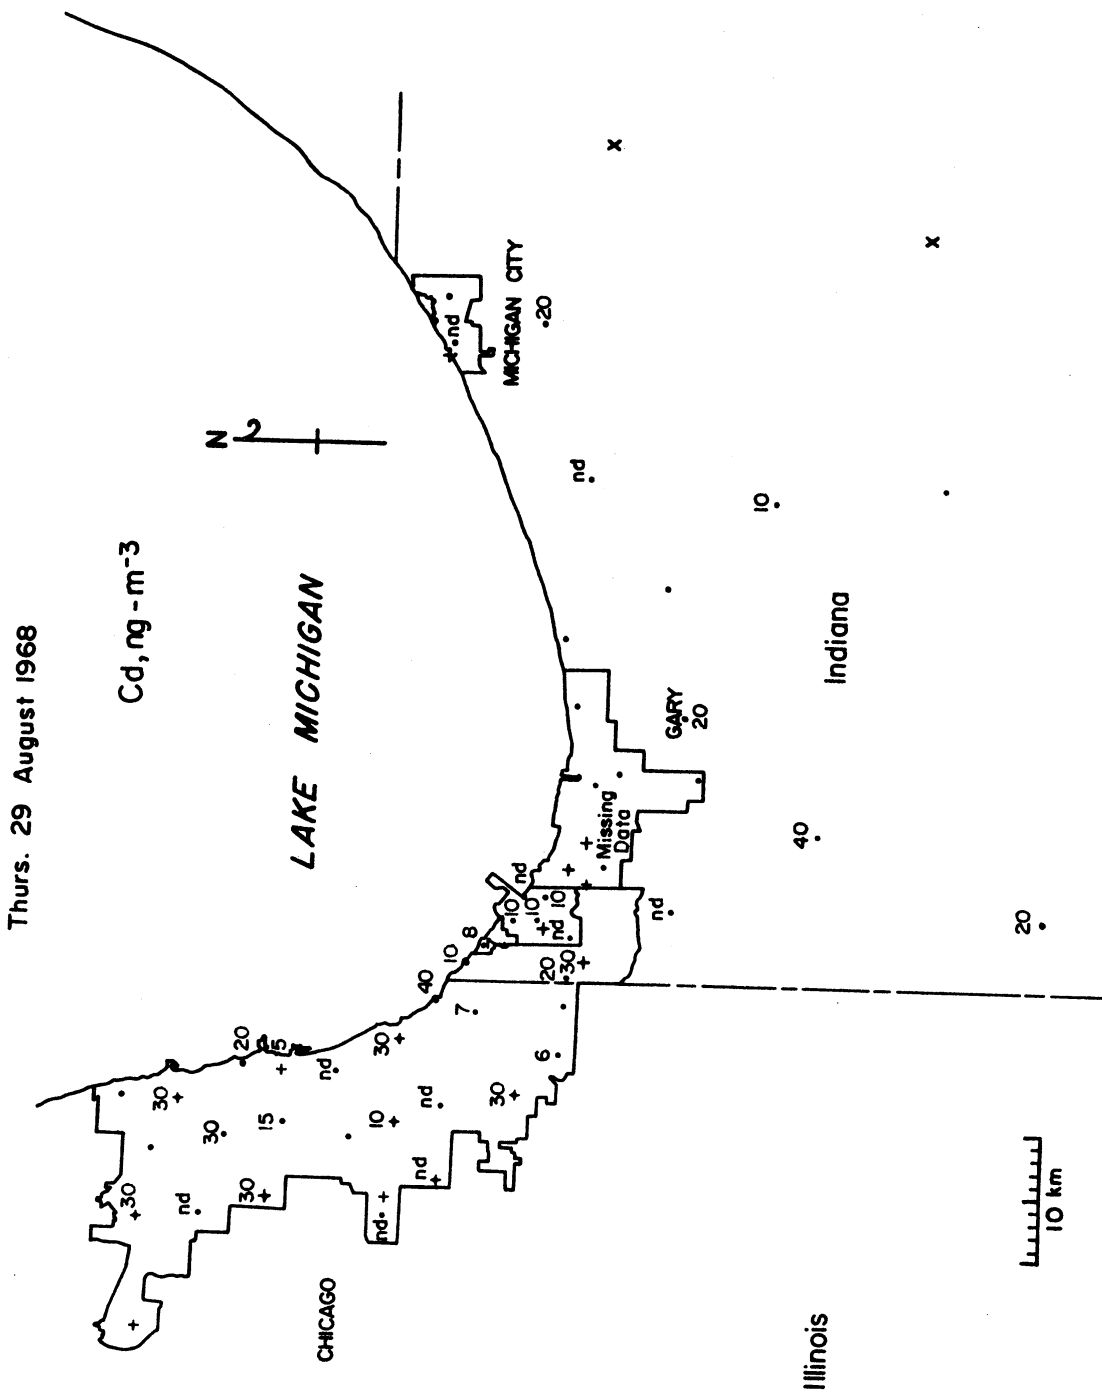 Thurs. 29 August 1968
Cd, ng-m-3
N
LAKE MICHIGAN
CHICAGO
30
30
nd
30
20
30
15
15
nd
nd
10
30
nd
nd
40
10
nd
7
8
30
10
nd
MICHIGAN CITY
10
6
20
20
nd
10
30
nd
Missing
Data
nd
GARY
20
10
40
Illinois
Indiana
20
10 km